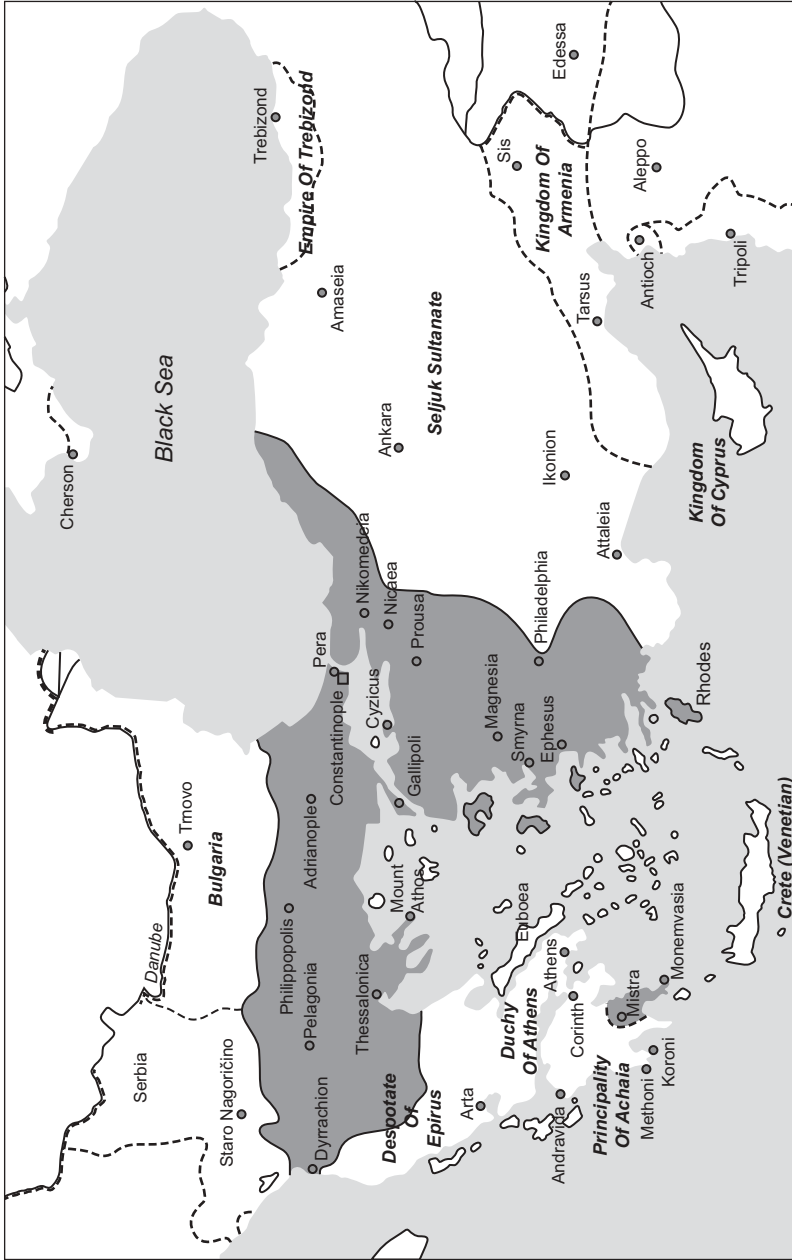 Cherson
Black Sea
Trebizond
Empire Of Trebizond
Amaseia
Ankara
Seljuk Sultanate
Ikonion
Attaleia
Edessa
Sis
Kingdom Of
Armenia
Tarsus
Aleppo
Antioch
Tripoli
Kingdom
Of Cyprus
Danube
Serbia
Staro Nagoričino
Bulgaria
Trnovo
Dyrrachion
Pelagonia
Philippopolis
Adrianople
Constantinople
Pera
Nikomedeia
Nicaea
Prousa
Cyzicus
Gallipoli
Thessalonica
Mount
Athos
Magnesia
Smyrna
Ephesus
Philadelphia
Rhodes
Despotate
Of
Epirus
Arta
Euboea
Duchy
Of Athens
Athens
Corinth
Andravida
Principality
Of Achaia
Mistra
Monemvasia
Methoni
Koroni
Crete (Venetian)